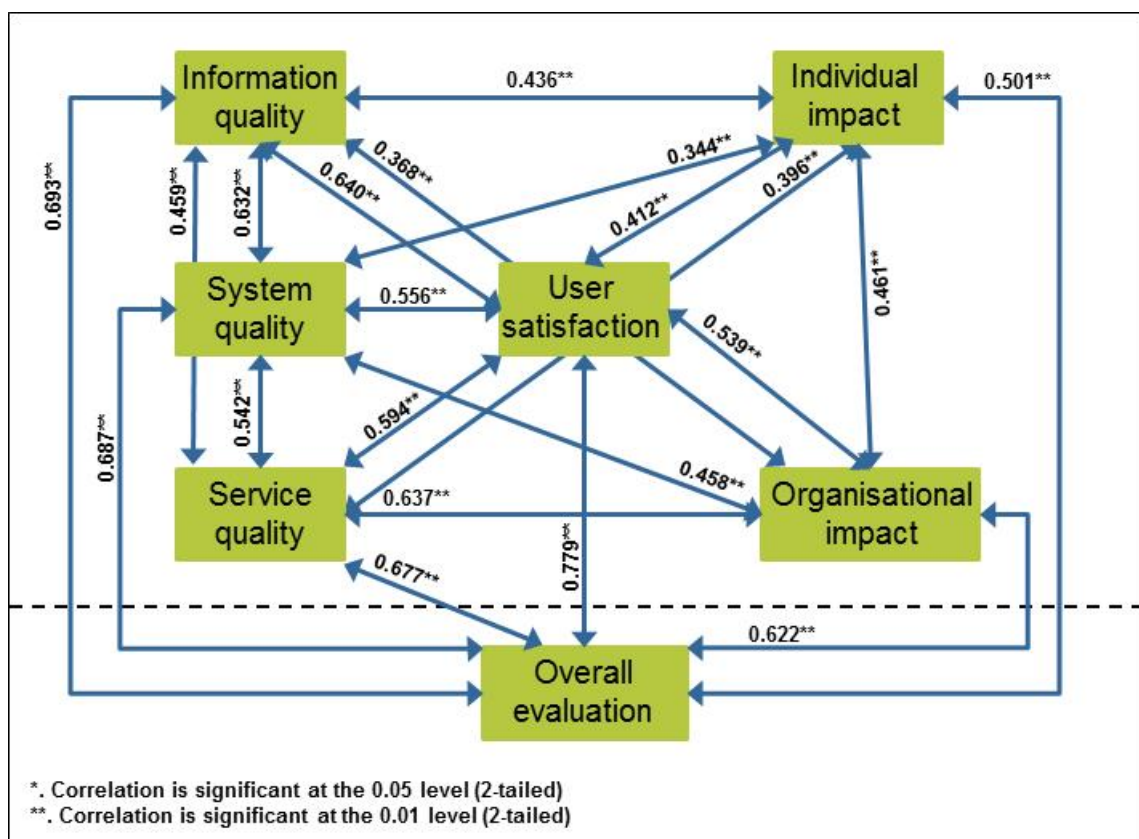 Information
quality
Individual
impact
0.436**
0.501**
0.344**
0.368**
0.396**
0.640**
0.693**
0.459**
0.632**
0.412**
System
quality
User
satisfaction
0.556**
0.461**
0.539**
0.542**
0.594**
0.687**
0.458**
Service
quality
0.637**
Organisational
impact
0.779**
0.677**
0.622**
Overall
evaluation
*. Correlation is significant at the 0.05 level (2-tailed)
**. Correlation is significant at the 0.01 level (2-tailed)